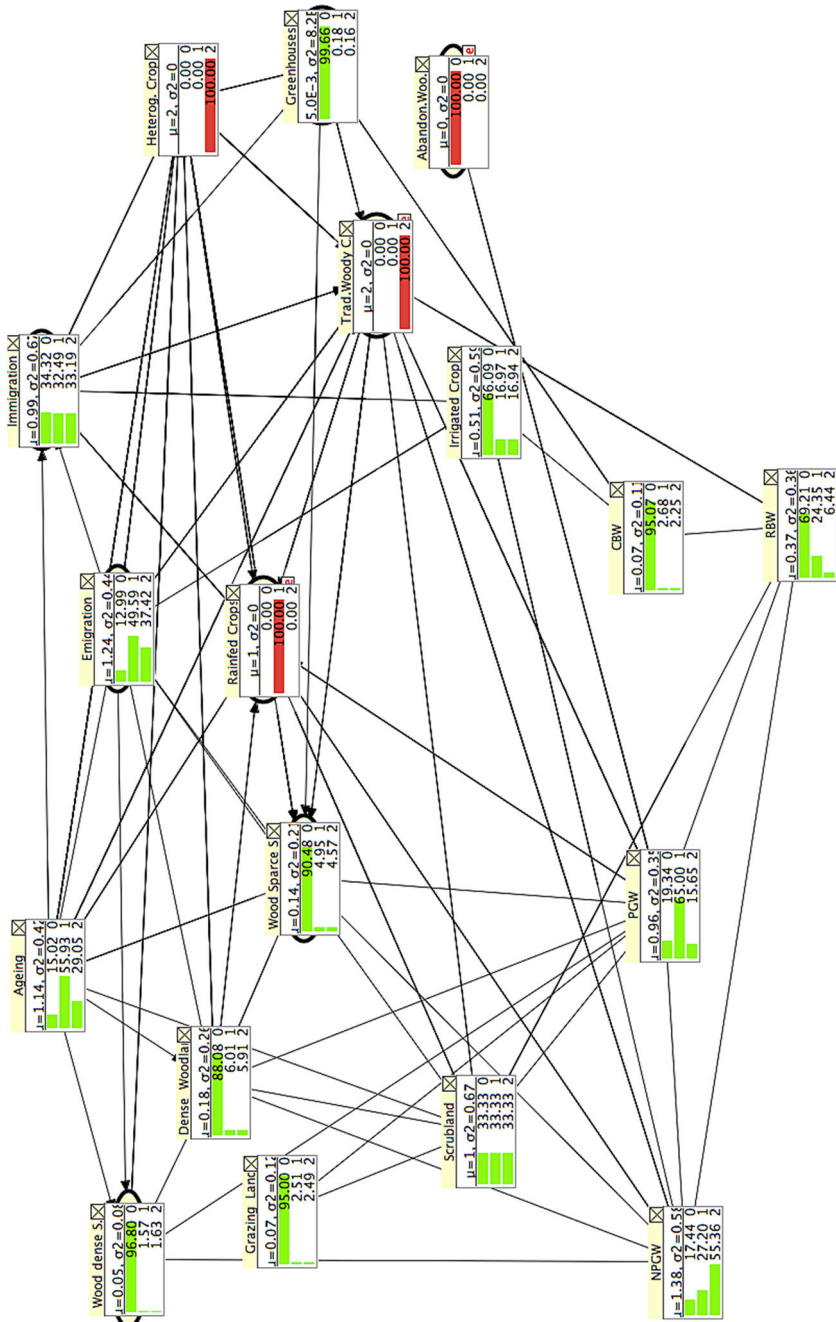 Wood dense S.
μ=0.05, σ2=0.08
96.80 0
1.57 1
1.63 2
Ageing
μ=1.14, σ2=0.42
15.02 0
55.93 1
29.05 2
Emigration
μ=1.24, σ2=0.44
12.99 0
49.59 1
37.42 2
Immigration
μ=0.99, σ2=0.67
34.32 0
32.49 1
33.19 2
Heterog. Crop
μ=2, σ2=0
0.00 0
0.00 1
100.00 2
Greenhouses
5.0E-3, σ2=8.2E
99.66 0
0.18 1
0.16 2
Dense Woodla
μ=0.18, σ2=0.26
88.08 0
6.01 1
5.91 2
Wood Sparce S.
μ=0.14, σ2=0.21
90.48 0
4.95 1
4.57 2
Rainfed Crops
μ=1, σ2=0
0.00 0
100.00 1
0.00 2
e
Trad.Woody C.
μ=2, σ2=0
0.00 0
0.00 1
100.00 2
e
Abandon.Woo.
μ=0, σ2=0
100.00 0
0.00 1
0.00 2
e
Grazing Land
μ=0.07, σ2=0.12
95.00 0
2.51 1
2.49 2
Scrubland
μ=1, σ2=0.67
33.33 0
33.33 1
33.33 2
Irrigated Crop
μ=0.51, σ2=0.59
66.09 0
16.97 1
16.94 2
NPGW
μ=1.38, σ2=0.58
17.44 0
27.20 1
55.36 2
PGW
μ=0.96, σ2=0.35
19.34 0
65.00 1
15.65 2
CBW
μ=0.07, σ2=0.11
95.07 0
2.68 1
2.25 2
RBW
μ=0.37, σ2=0.36
69.21 0
24.35 1
6.44 2